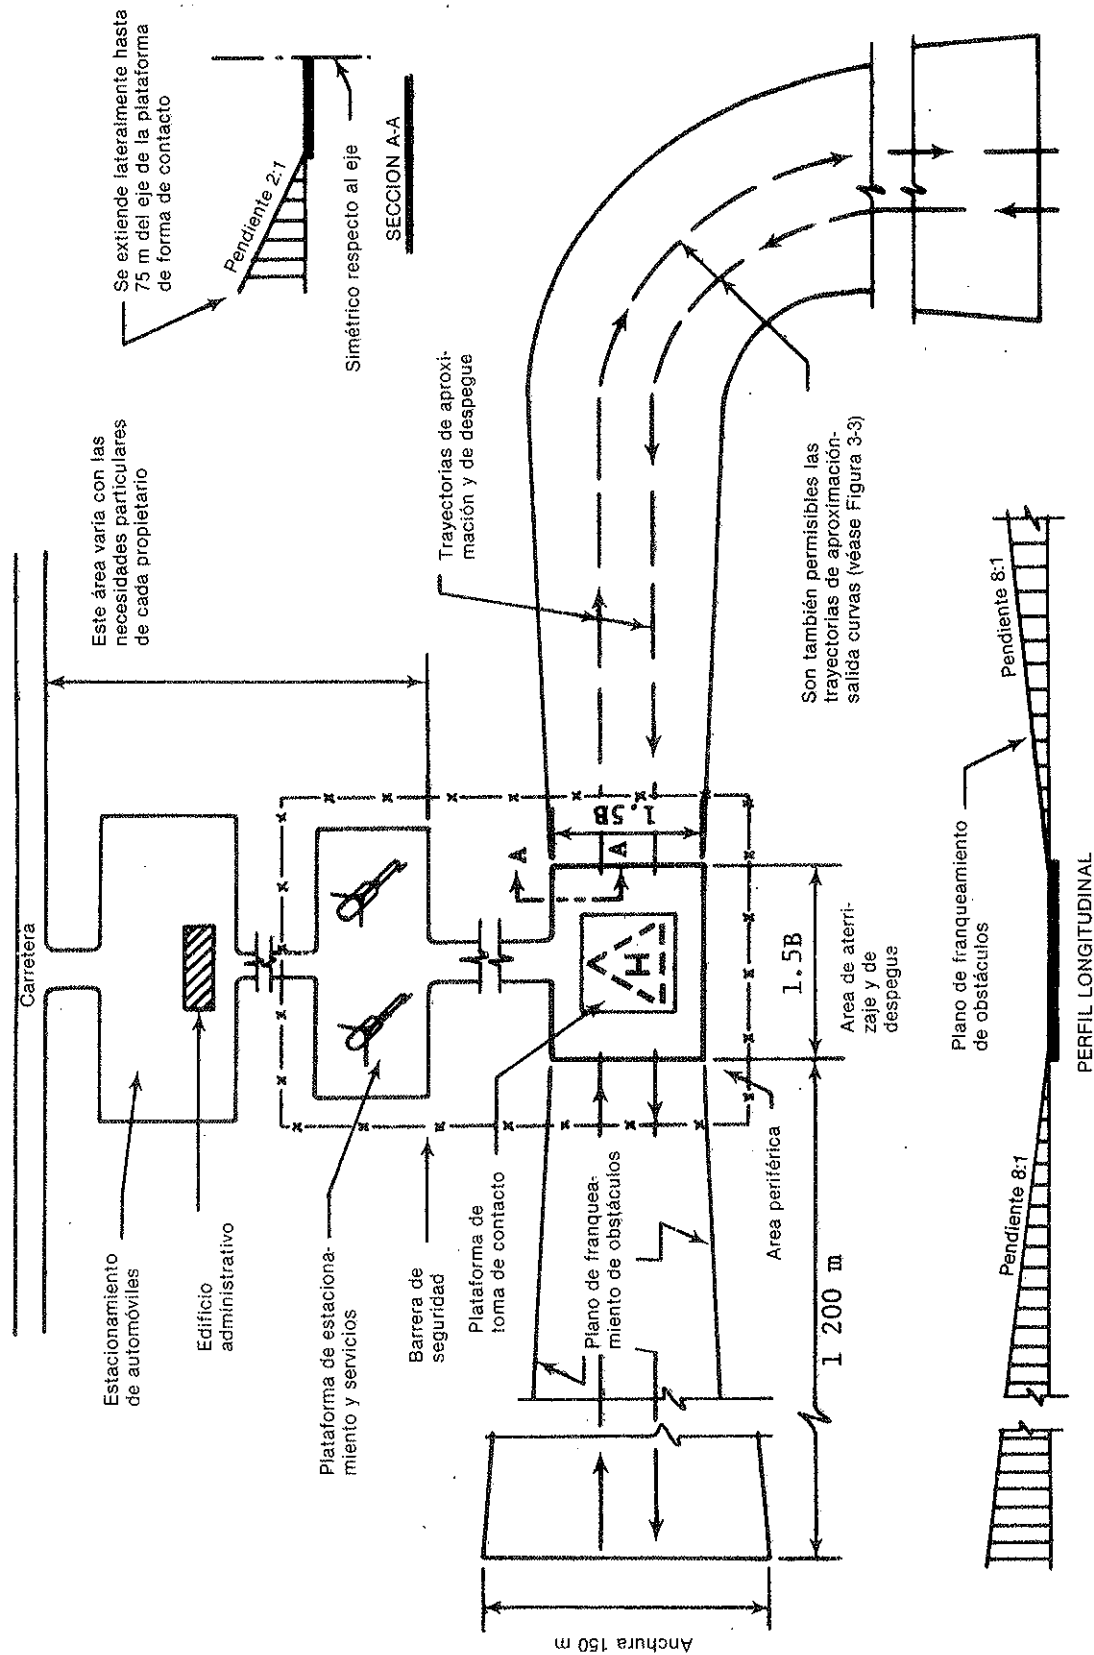 Carretera
Estacionamiento
de automóviles
Edificio
administrativo
Plataforma de estaciona-
miento y servicios
Barrera de
seguridad
Plataforma de
toma de contacto
Plano de franquea-
miento de obstáculos
Area periférica
1 200 m
Anchura 150 m
Este área varia con las
necesidades particulares
de cada propietario
Se extiende lateralmente hasta
75 m del eje de la plataforma
de forma de contacto
Pendiente 2:1
Simétrico respecto al eje
SECCION A-A
Trayectorias de aproxi-
mación y de despegue
Son también permisibles las
trayectorias de aproximación-
salida curvas (véase Figura 3-3)
A
A
1.5B
H
1.5B
Area de aterri-
zaje y de
despegua
Plano de franqueamiento
de obstáculos
Pendiente 8:1
Pendiente 8:1
PERFIL LONGITUDINAL